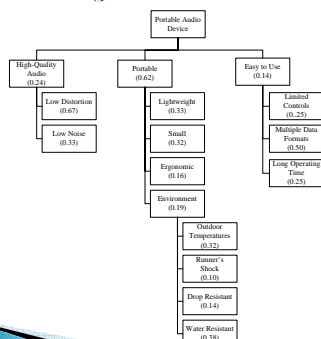 Portable Audio
Device
High-Quality
Audio
(0.24)
Portable
(0.62)
Easy to Use
(0.14)
Low Distortion
(0.67)
Low Noise
(0.33)
Lightweight
(0.33)
Small
(0.32)
Ergonomic
(0.16)
Environment
(0.19)
Limited
Controls
(0..25)
Multiple Data
Formats
(0.50)
Long Operating
Time
(0.25)
Outdoor
Temperatures
(0.32)
Runner's
Shock
(0.10)
Drop Resistant
(0.14)
Water Resistant
(0.38)